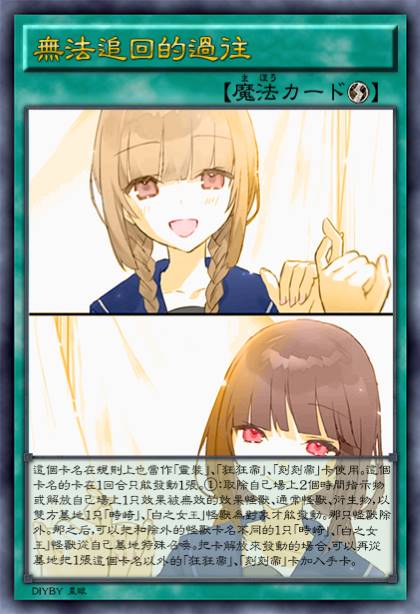 無法追回的過往
【魔法カード】
まほう
這個卡名在規則上也當作「靈裝」、「狂狂帝」、「刻刻帝」卡使用。這個
卡名的卡在1回合只能發動1張。①:取除自己場上2個時間指示物
或解放自己場上1只效果被無效的效果怪獸、通常怪獸、衍生物,以
雙方墓地1只「時崎」、「白之女王」怪獸為對象才能發動。那只怪獸除
外。那之后,可以把和除外的怪獸卡名不同的1只「時崎」、「白之女
王」怪獸從自己墓地特殊召喚。把卡解放來發動的場合,可以再從
墓地把1張這個卡名以外的「狂狂帝」、「刻刻帝」卡加入手卡。
DIYBY